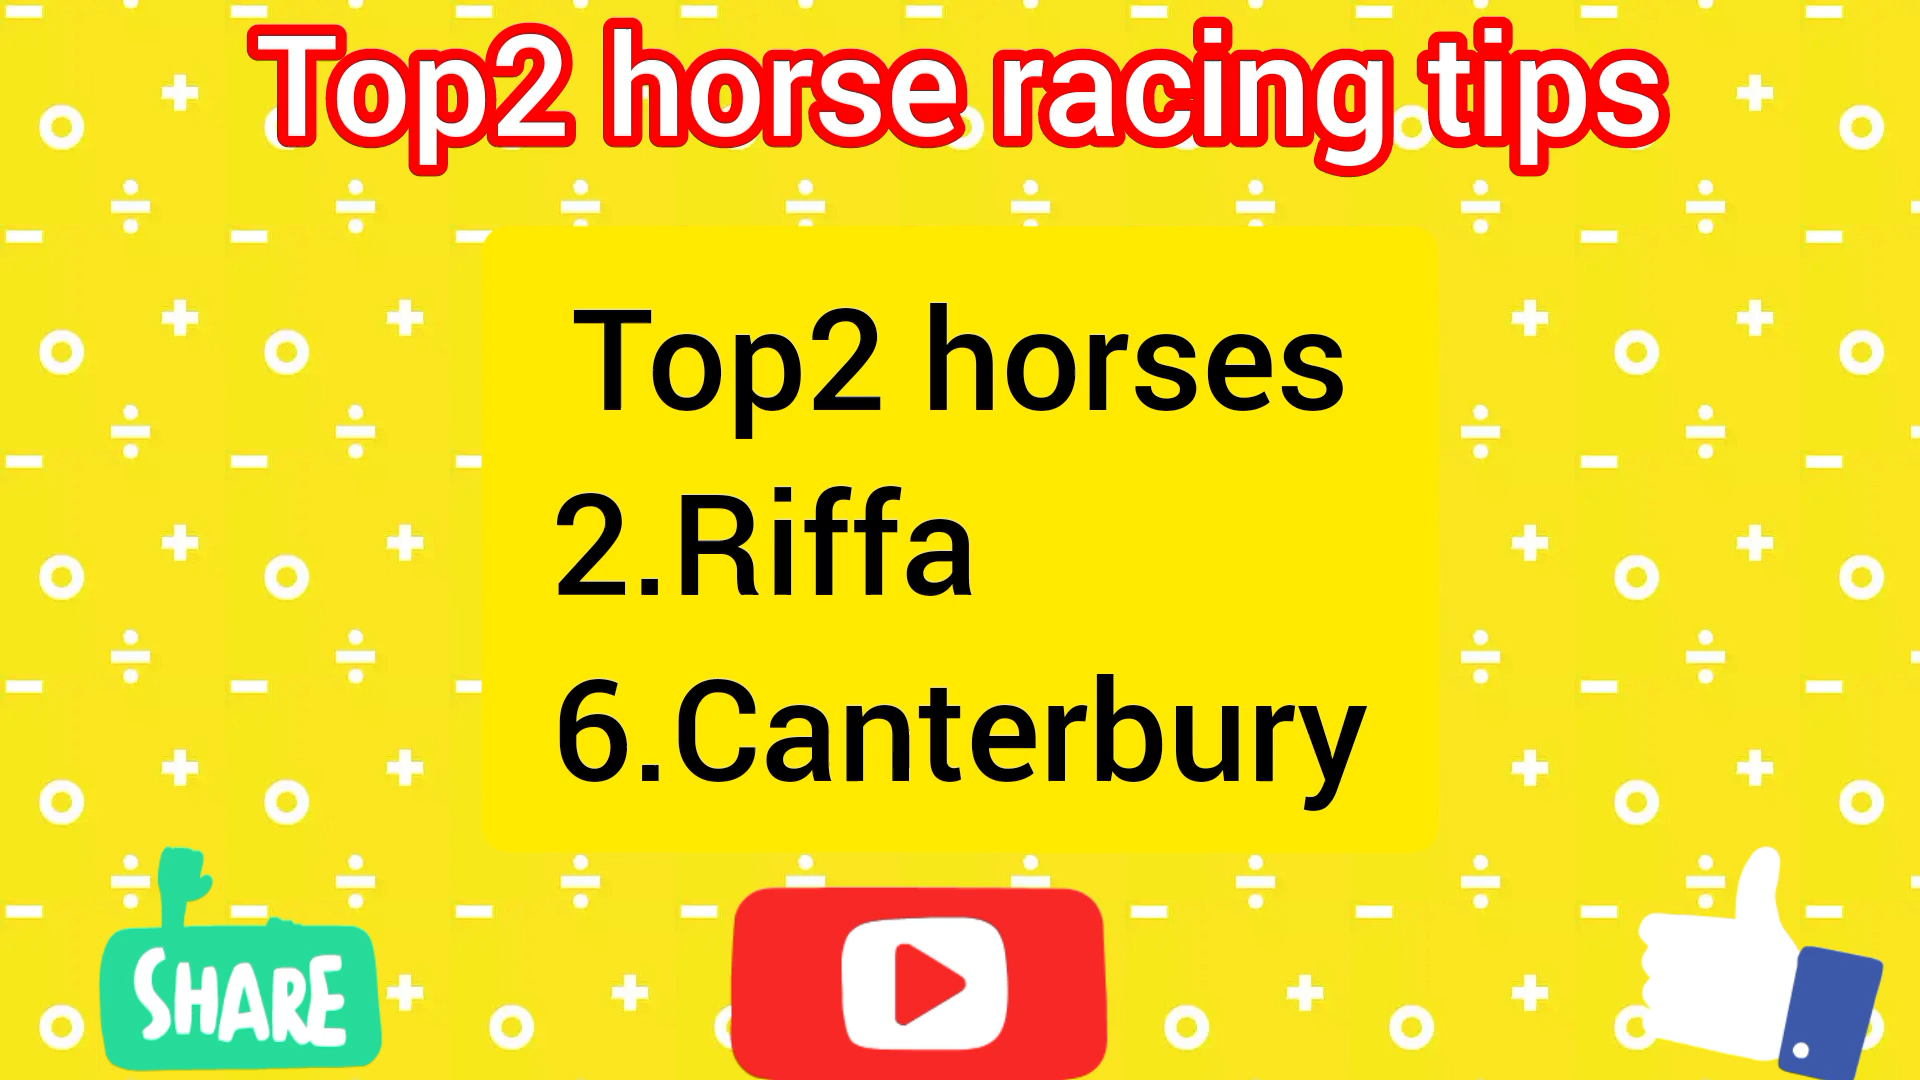 Top2 horse racing tips
Top2 horses
2.Riffa
6.Canterbury
SHARE